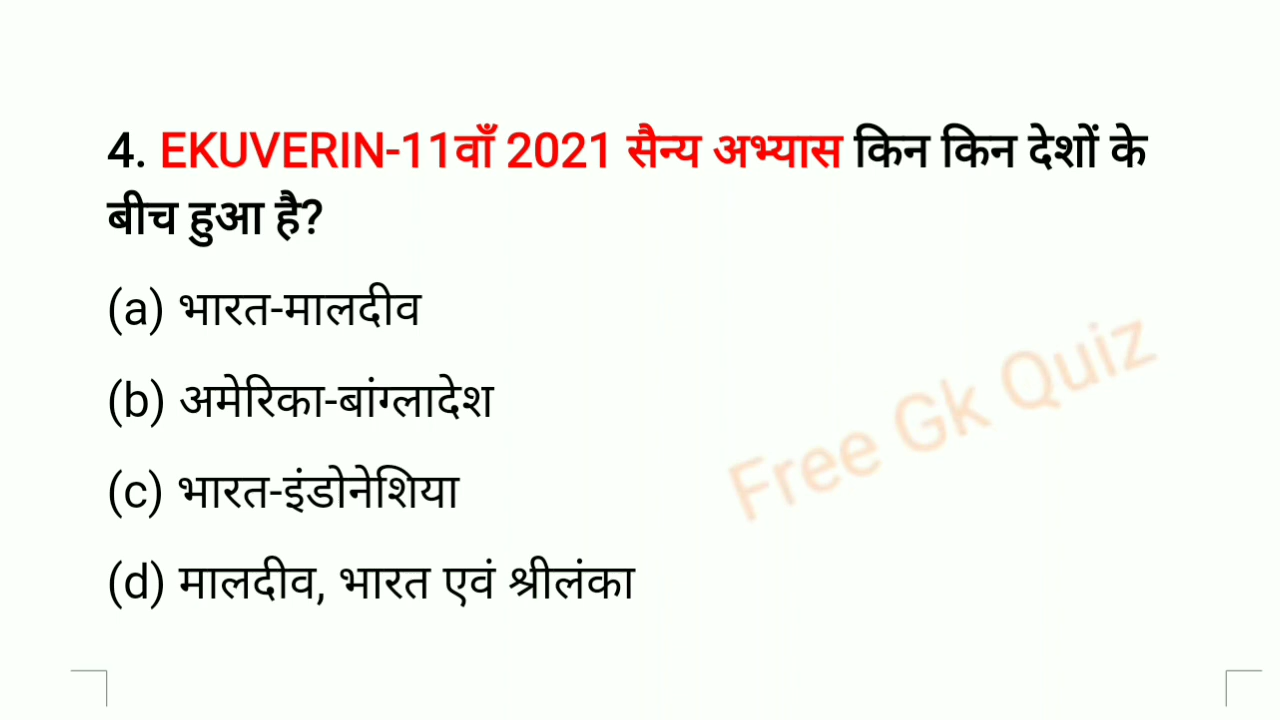 4. EKUVERIN-11वाँ 2021 सैन्य अभ्यास किन किन देशों के
बीच हुआ है?
(a) भारत-मालदीव
(b) अमेरिका-बांग्लादेश
(c) भारत-इंडोनेशिया
(d) मालदीव, भारत एवं श्रीलंका
Free Gk Quiz